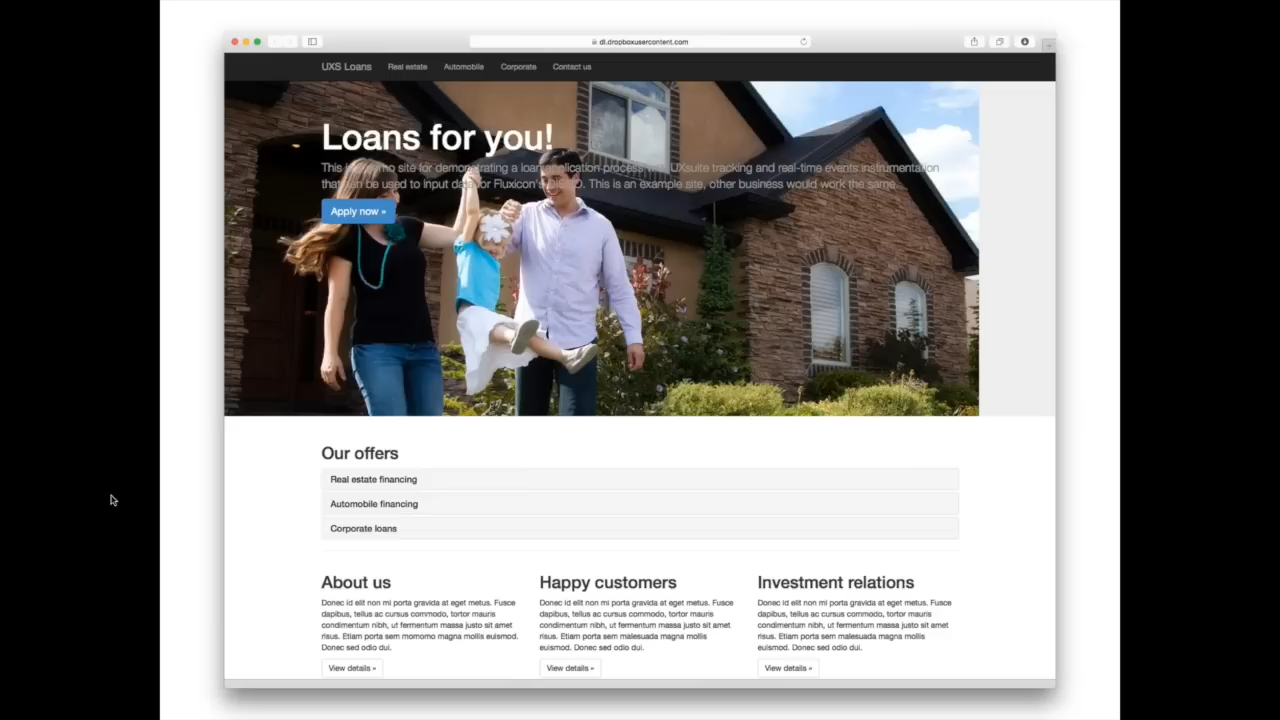 dl.dropboxusercontent.com
UXS Loans Real estate Automobile Corporate Contact us
Loans for you!
This is demo site for demonstrating a loan application process with UXsuite tracking and real-time events instrumentation
that can be used to input data for Fluxicon's . This is an example site, other business would work the same.
Apply now »
Our offers
Real estate financing
Automobile financing
Corporate loans
About us
Donec id elit non mi porta gravida at eget metus. Fusce
dapibus, tellus ac cursus commodo, tortor mauris
condimentum nibh, ut fermentum massa justo sit amet
risus. Etiam porta sem momomo magna mollis euismod.
Donec sed odio dui.
View details »
Happy customers
Donec id elit non mi porta gravida at eget metus. Fusce
dapibus, tellus ac cursus commodo, tortor mauris
condimentum nibh, ut fermentum massa justo sit amet
risus. Etiam porta sem malesuada magna mollis
euismod. Donec sed odio dui.
View details »
Investment relations
Donec id elit non mi porta gravida at eget metus. Fusce
dapibus, tellus ac cursus commodo, tortor mauris
condimentum nibh, ut fermentum massa justo sit amet
risus. Etiam porta sem malesuada magna mollis
euismod. Donec sed odio dui.
View details »